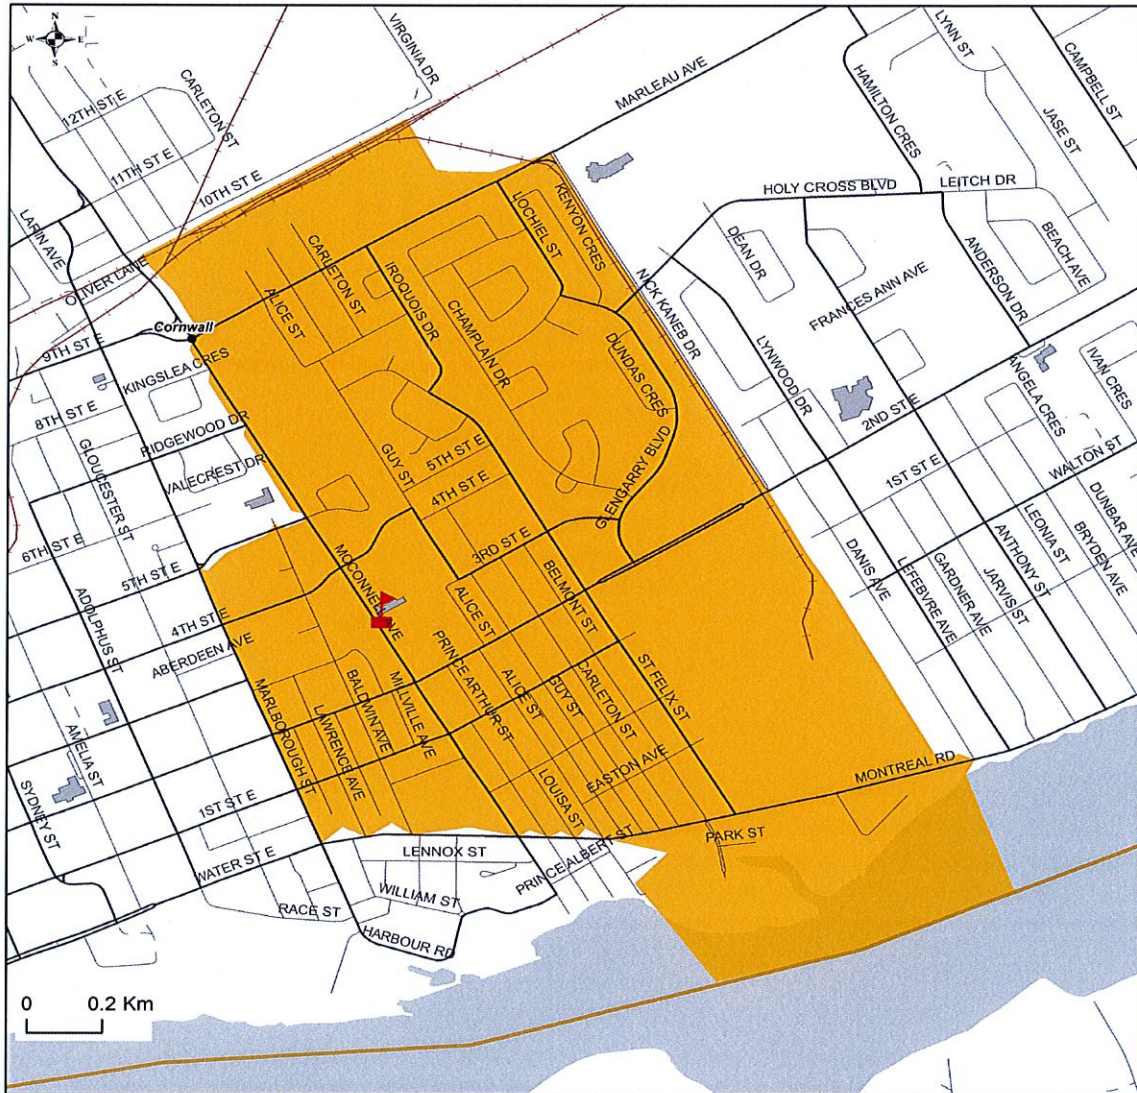 N
W
E
S
VIRGINIA DR
LYNN ST
CAMPBELL ST
CARLETON ST
12TH ST E
MARLEAU AVE
HAMILTON CRES
JASE ST
11TH ST E
10TH ST E
HOLY CROSS BLVD
LEITCH DR
LARIN AVE
OLIVER LANE
KENYON CRES
LOCHIEL ST
CARLETON ST
IROQUOIS DR
DEAN DR
ANDERSON DR
BEACH AVE
ALICE ST
NICK KANEB DR
FRANCES ANN AVE
Cornwall
9TH ST E
CHAMPLAIN DR
KINGSLEA CRES
DUNDAS CRES
LYNWOOD DR
ANGELA CRES
IVAN CRES
8TH ST E
RIDGEWOOD DR
2ND ST E
GLOUCESTER ST
VALECREST DR
GUY ST
5TH ST E
GLENGARRY BLVD
1ST ST E
WALTON ST
4TH ST E
6TH ST E
5TH ST E
3RD ST E
DANIS AVE
LEFEBVRE AVE
GARDNER AVE
JARVIS ST
ANTHONY ST
LEONIA ST
BRYDEN AVE
DUNBAR AVE
MCCONNELL AVE
BELMONT ST
ADOLPHUS ST
4TH ST E
ALICE ST
ABERDEEN AVE
PRINCE ARTHUR ST
ST FELIX ST
MARLBOROUGH ST
LAWRENCE AVE
BALDWIN AVE
MILLVILLE AVE
ALICE ST
GUY ST
CARLETON ST
AMELIA ST
EASTON AVE
MONTREAL RD
SYDNEY ST
1ST ST E
LOUISA ST
PARK ST
WATER ST E
LENNOX ST
PRINCE ALBERT ST
WILLIAM ST
RACE ST
HARBOUR RD
0 0.2 Km